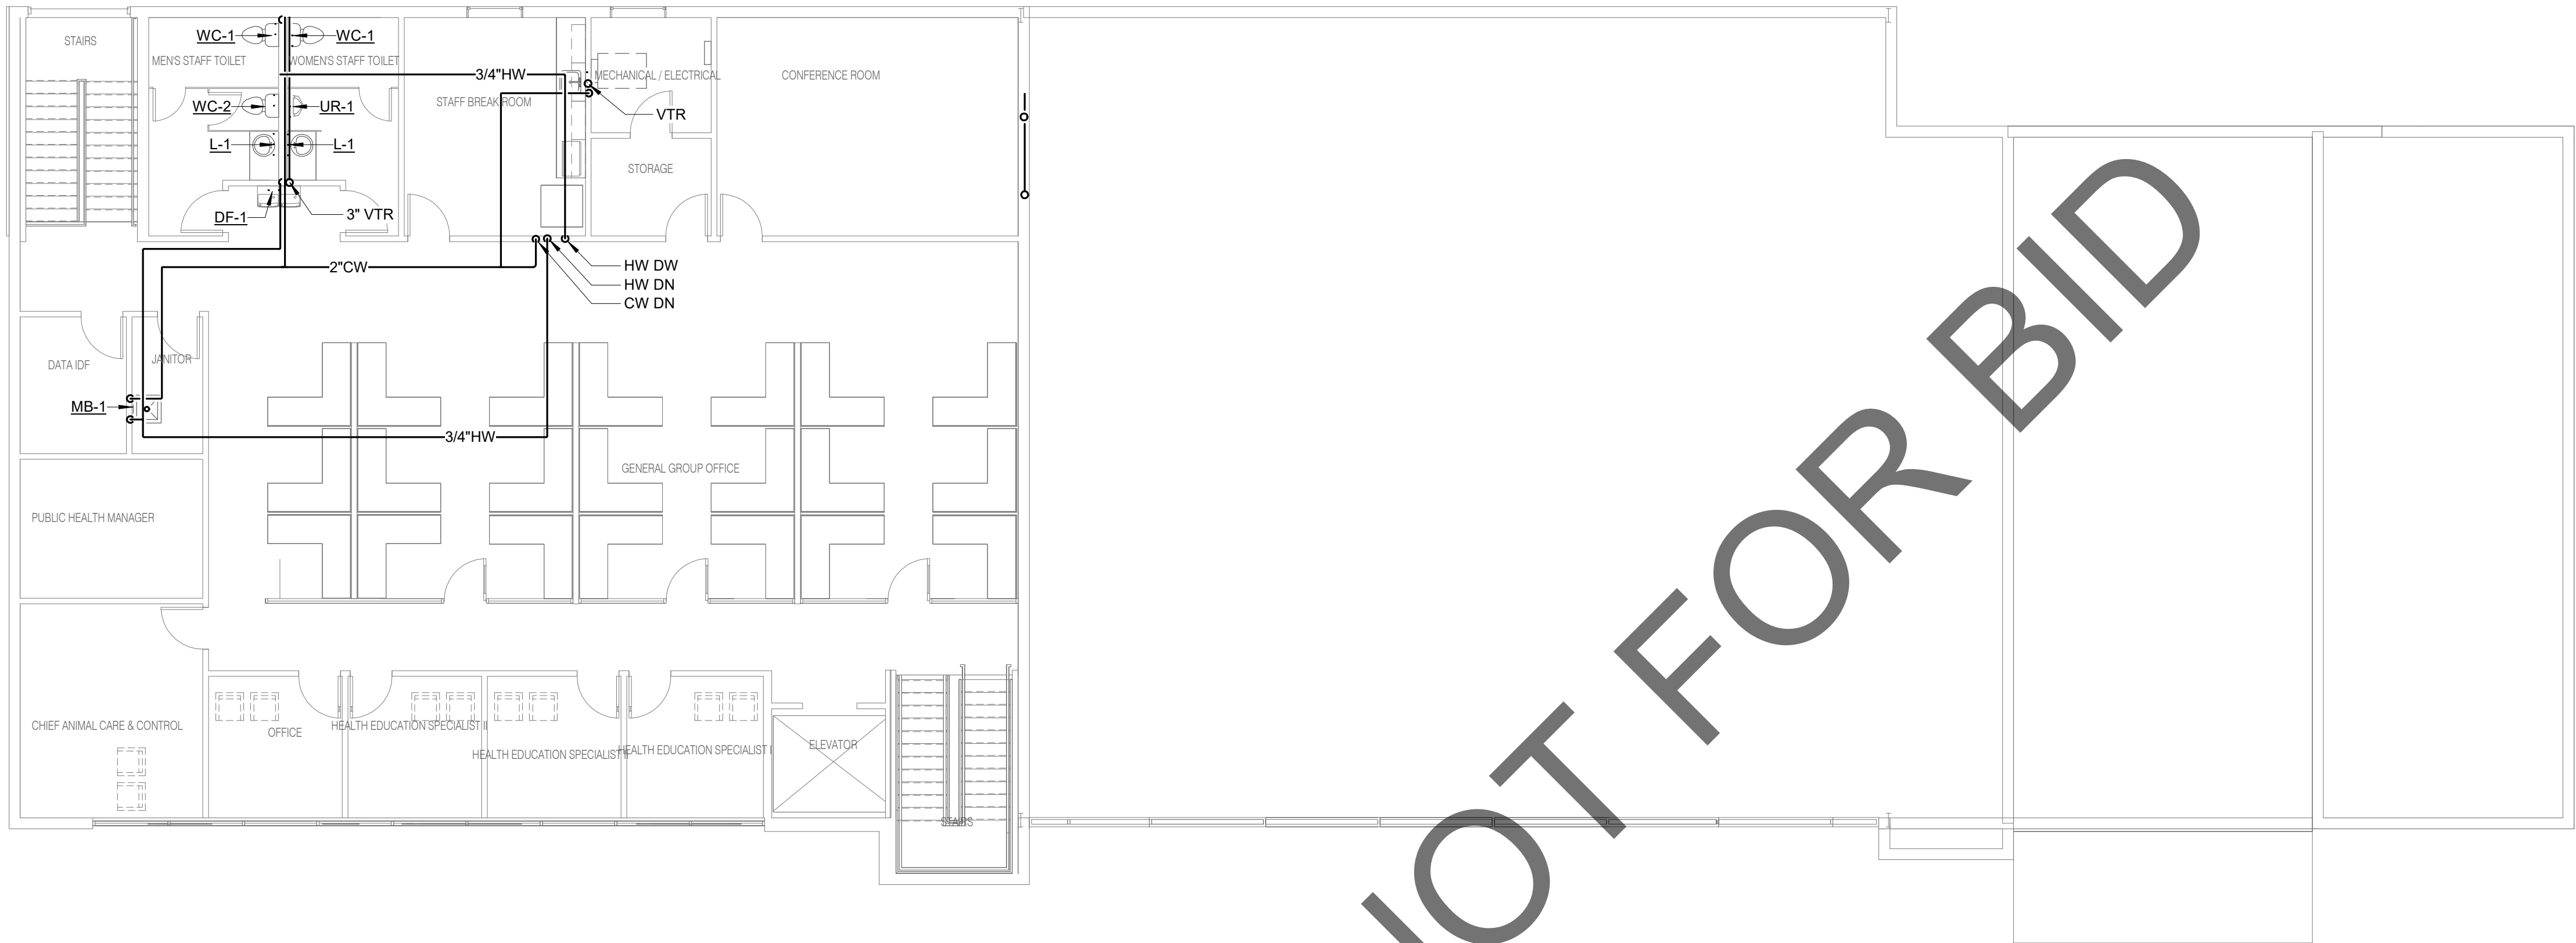 STAIRS
WC-1
WC-1
MEN'S STAFF TOILET
WOMEN'S STAFF TOILET
3/4"HW
MECHANICAL / ELECTRICAL
CONFERENCE ROOM
STAFF BREAK ROOM
WC-2
UR-1
VTR
L-1
L-1
STORAGE
DF-1
3" VTR
2"CW
HW DW
HW DN
CW DN
DATA IDF
JANITOR
MB-1
3/4"HW
GENERAL GROUP OFFICE
PUBLIC HEALTH MANAGER
CHIEF ANIMAL CARE & CONTROL
OFFICE
HEALTH EDUCATION SPECIALIST II
HEALTH EDUCATION SPECIALIST
HEALTH EDUCATION SPECIALIST I
ELEVATOR
STAIRS
NOT FOR BID